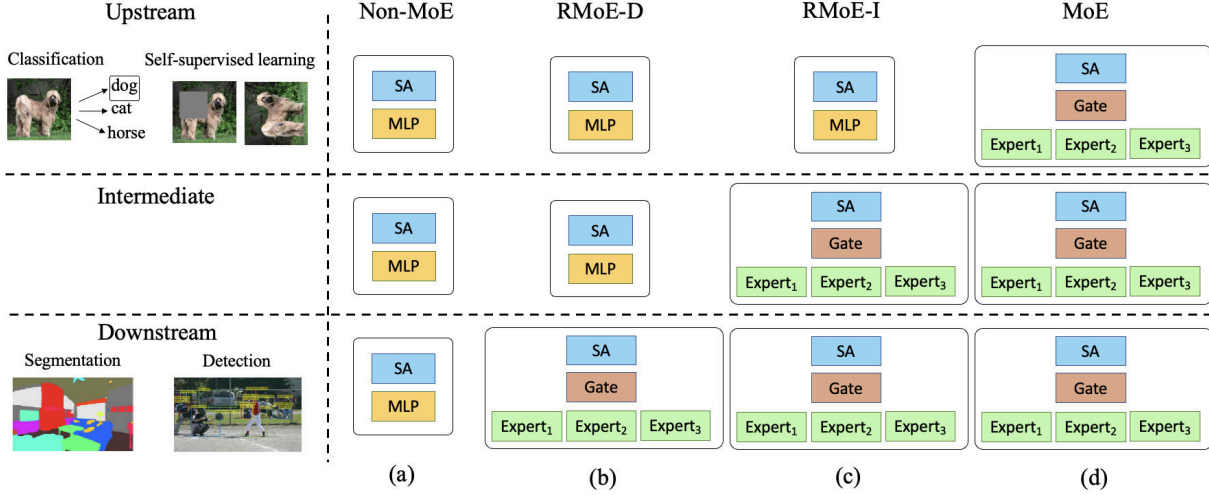 Upstream Non-MoE RMoE-D RMoE-I MoE
Classification Self-supervised learning
dog
cat
horse
SA SA SA SA
MLP MLP MLP Gate
Expert₁ Expert₂ Expert₃
Intermediate
SA SA SA SA
MLP MLP Gate Gate
Expert₁ Expert₂ Expert₃ Expert₁ Expert₂ Expert₃
Downstream
Segmentation Detection
SA SA SA SA
MLP Gate Gate Gate
Expert₁ Expert₂ Expert₃ Expert₁ Expert₂ Expert₃ Expert₁ Expert₂ Expert₃
(a) (b) (c) (d)